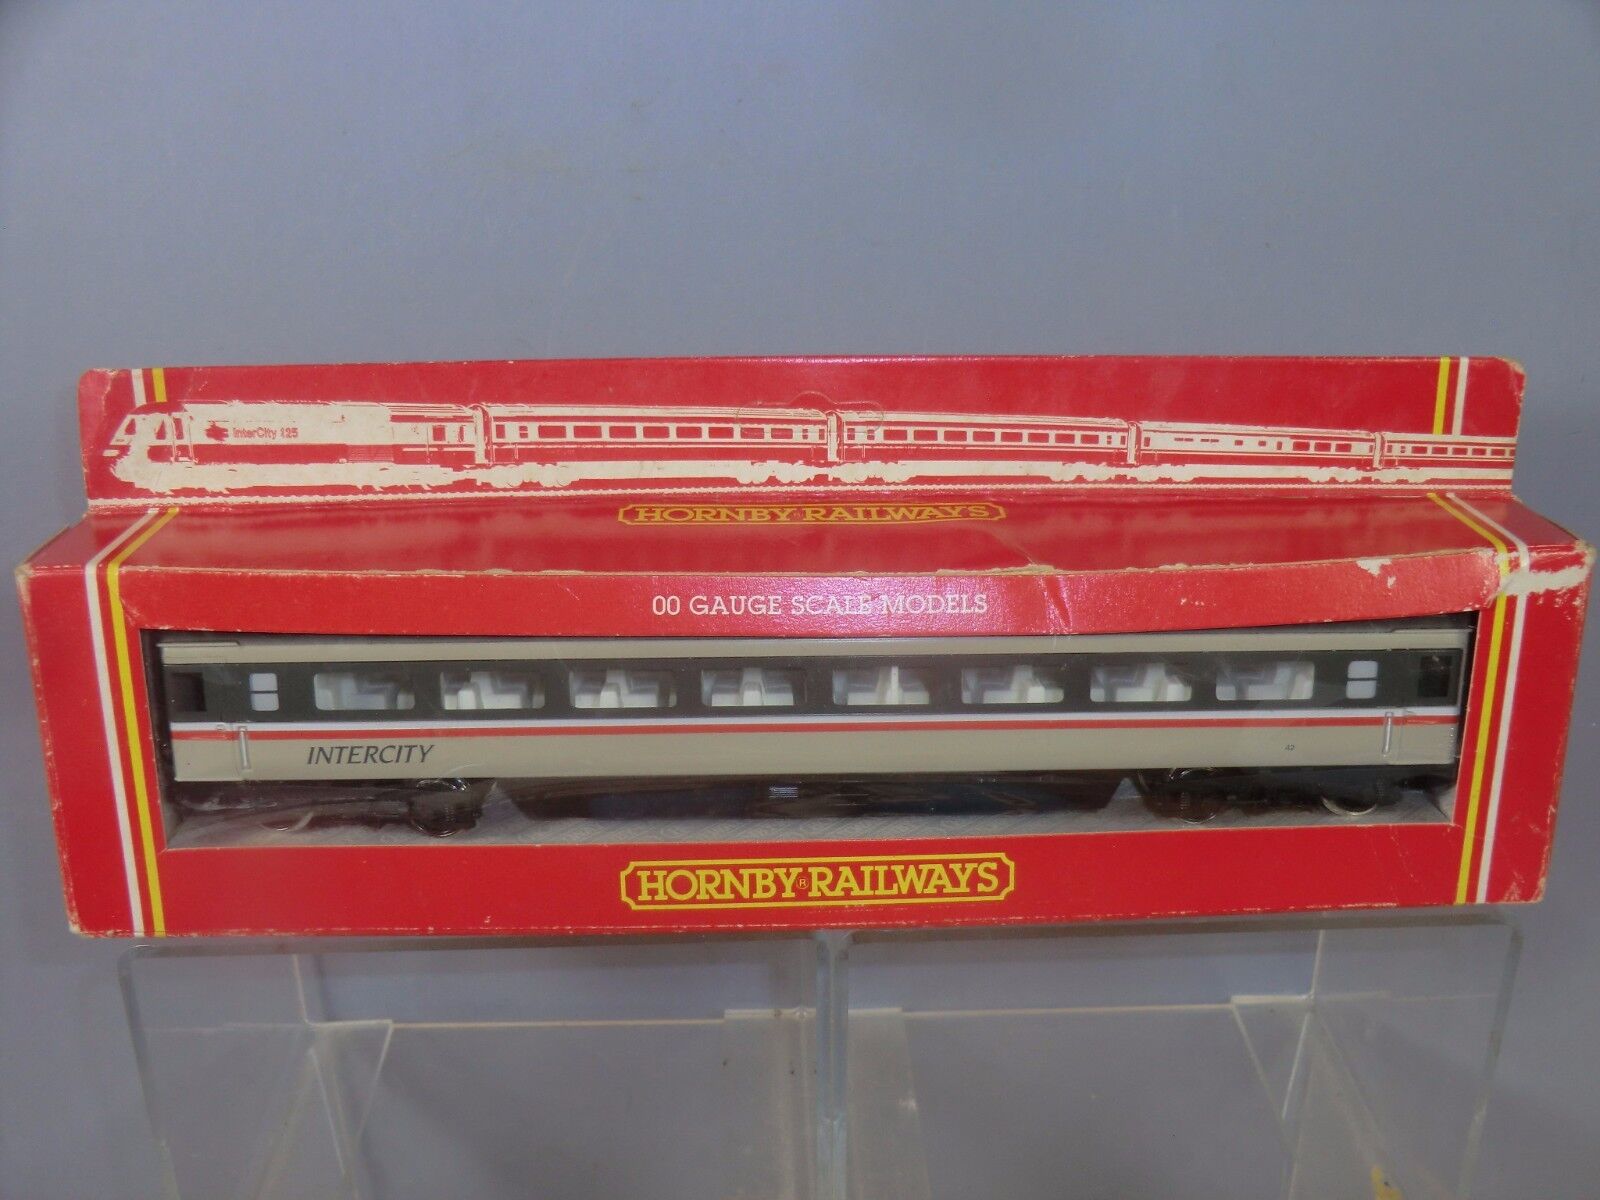 InterCity 125
HORNBY® RAILWAYS
00 GAUGE SCALE MODELS
INTERCITY
42
HORNBY® RAILWAYS